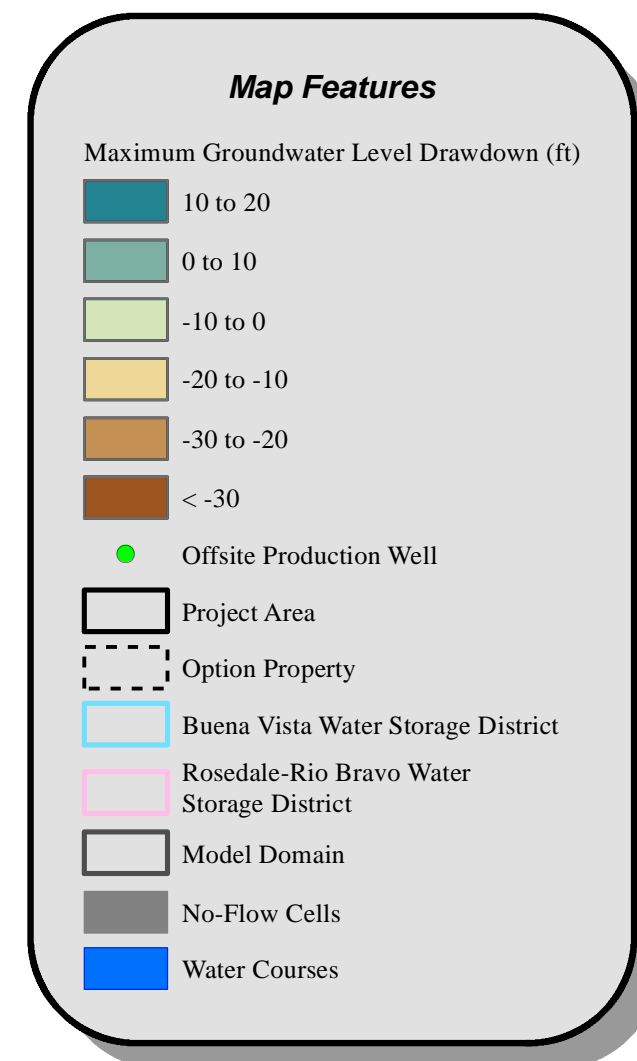 Map Features
Maximum Groundwater Level Drawdown (ft)
10 to 20
0 to 10
-10 to 0
-20 to -10
-30 to -20
< -30
Offsite Production Well
Project Area
Option Property
Buena Vista Water Storage District
Rosedale-Rio Bravo Water
Storage District
Model Domain
No-Flow Cells
Water Courses